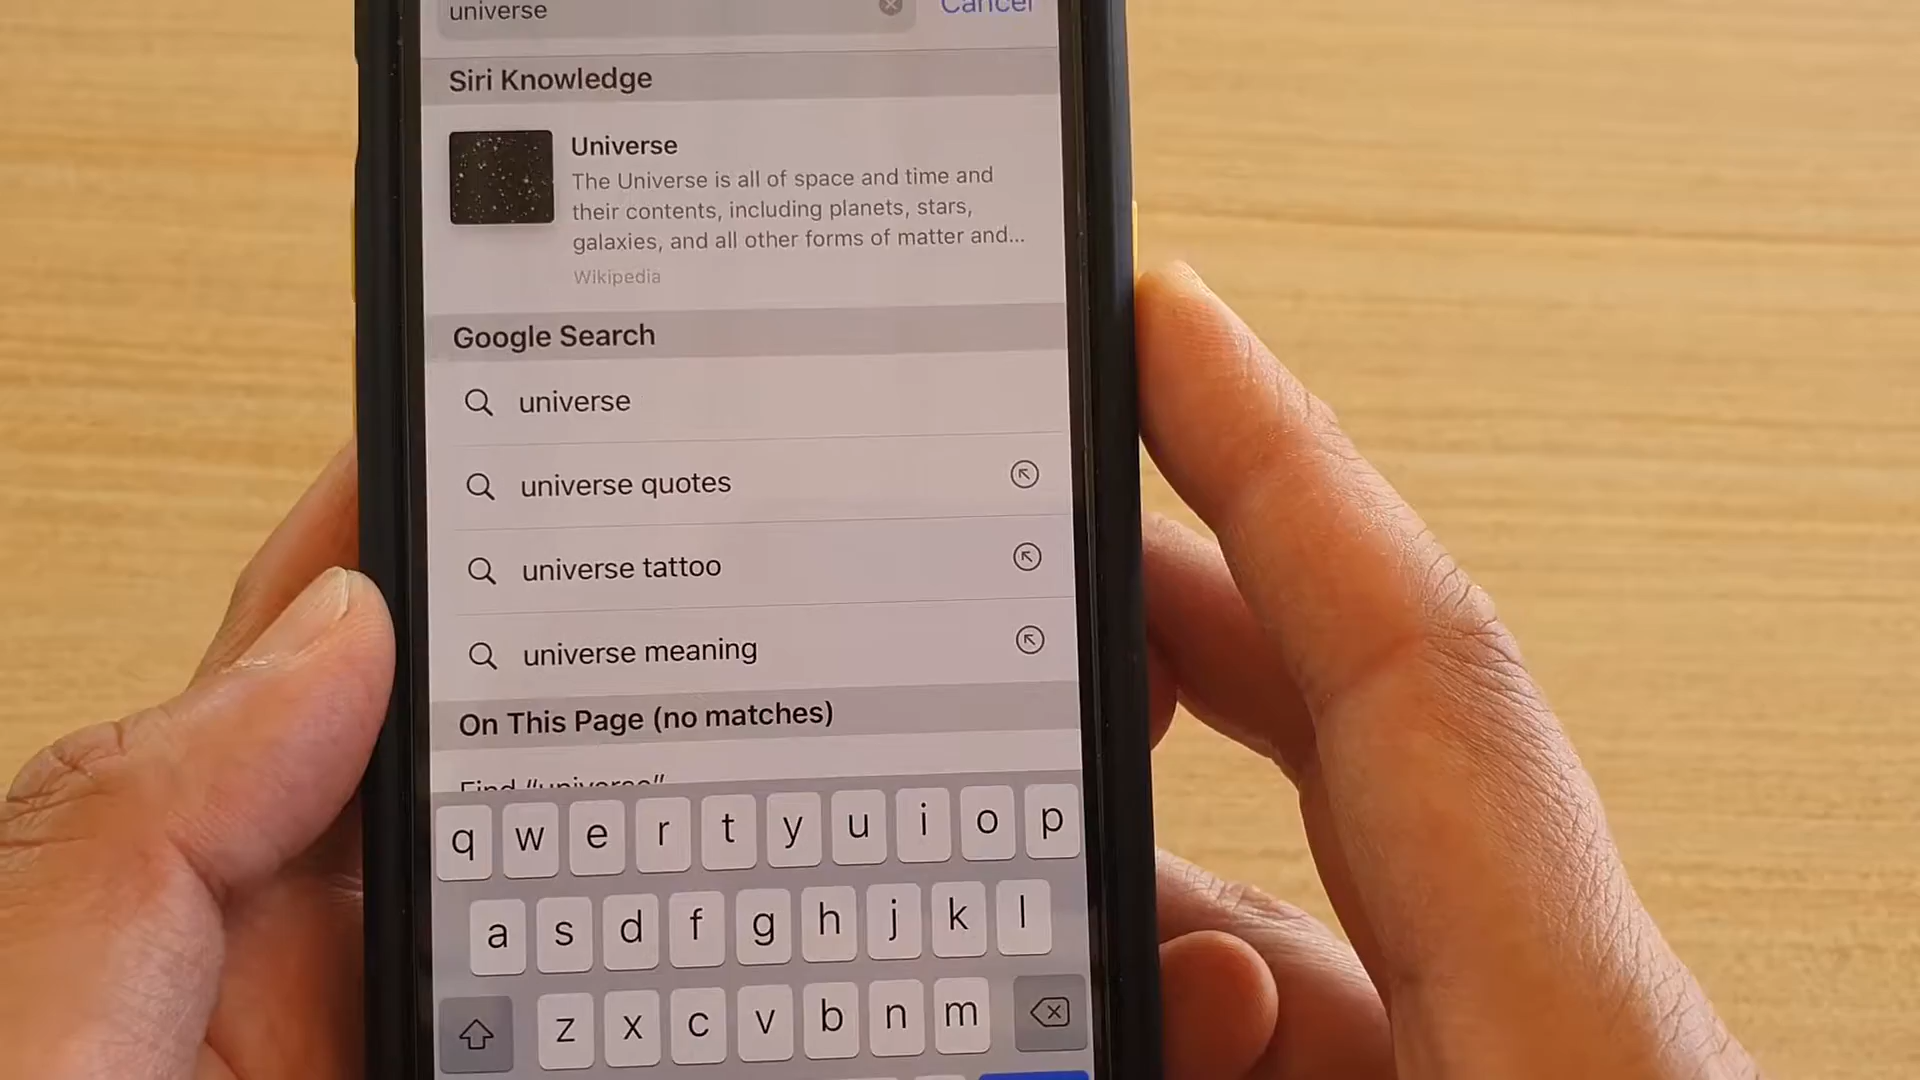 universe
Cancel
Siri Knowledge
Universe
The Universe is all of space and time and
their contents, including planets, stars,
galaxies, and all other forms of matter and...
Wikipedia
Google Search
universe
universe quotes
universe tattoo
universe meaning
On This Page (no matches)
Find "universe"
q w e r t y u i o p
a s d f g h j k l
z x c v b n m